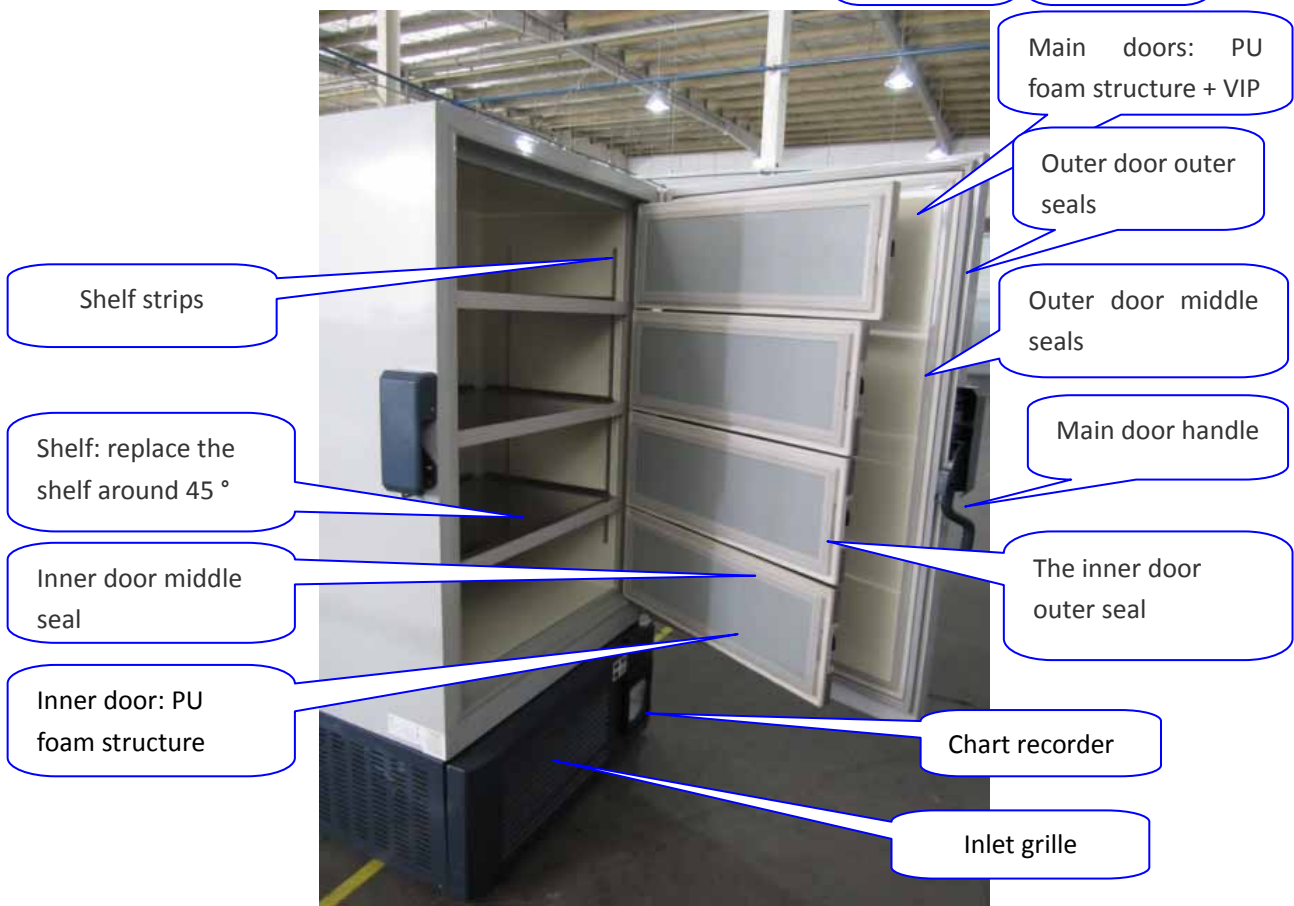 Main doors: PU
foam structure + VIP
Outer door outer
seals
Shelf strips
Outer door middle
seals
Main door handle
Shelf: replace the
shelf around 45 °
Inner door middle
seal
The inner door
outer seal
Inner door: PU
foam structure
Chart recorder
Inlet grille